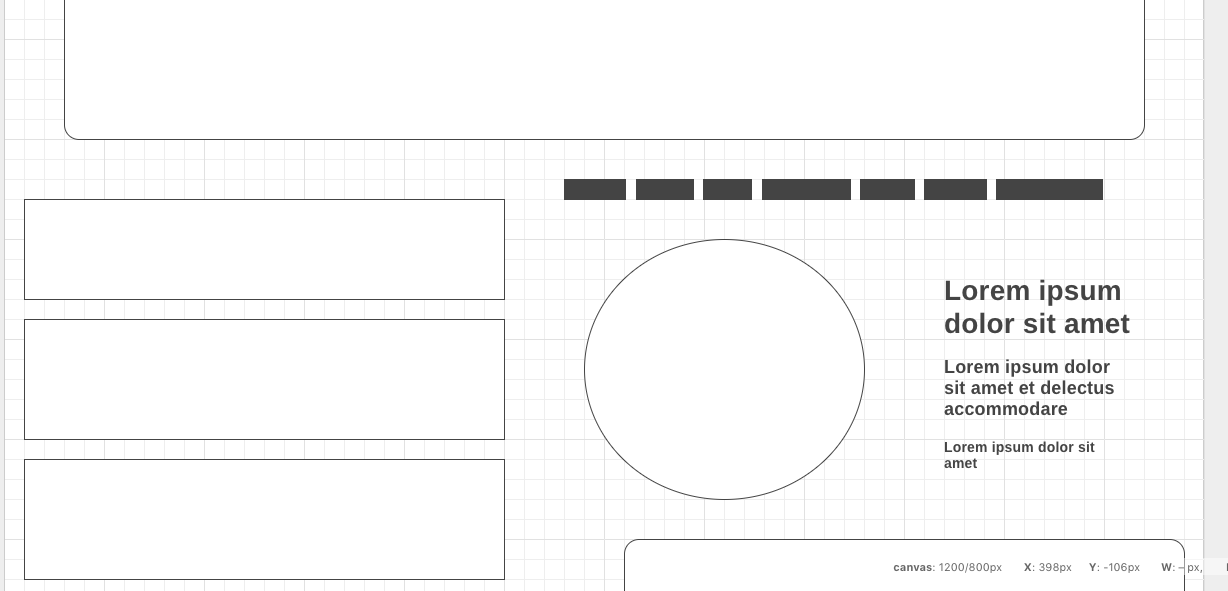 Lorem ipsum
dolor sit amet
Lorem ipsum dolor
sit amet et delectus
accommodare
Lorem ipsum dolor sit
amet
canvas: 1200/800px X: 398px Y: -106px W: – px,